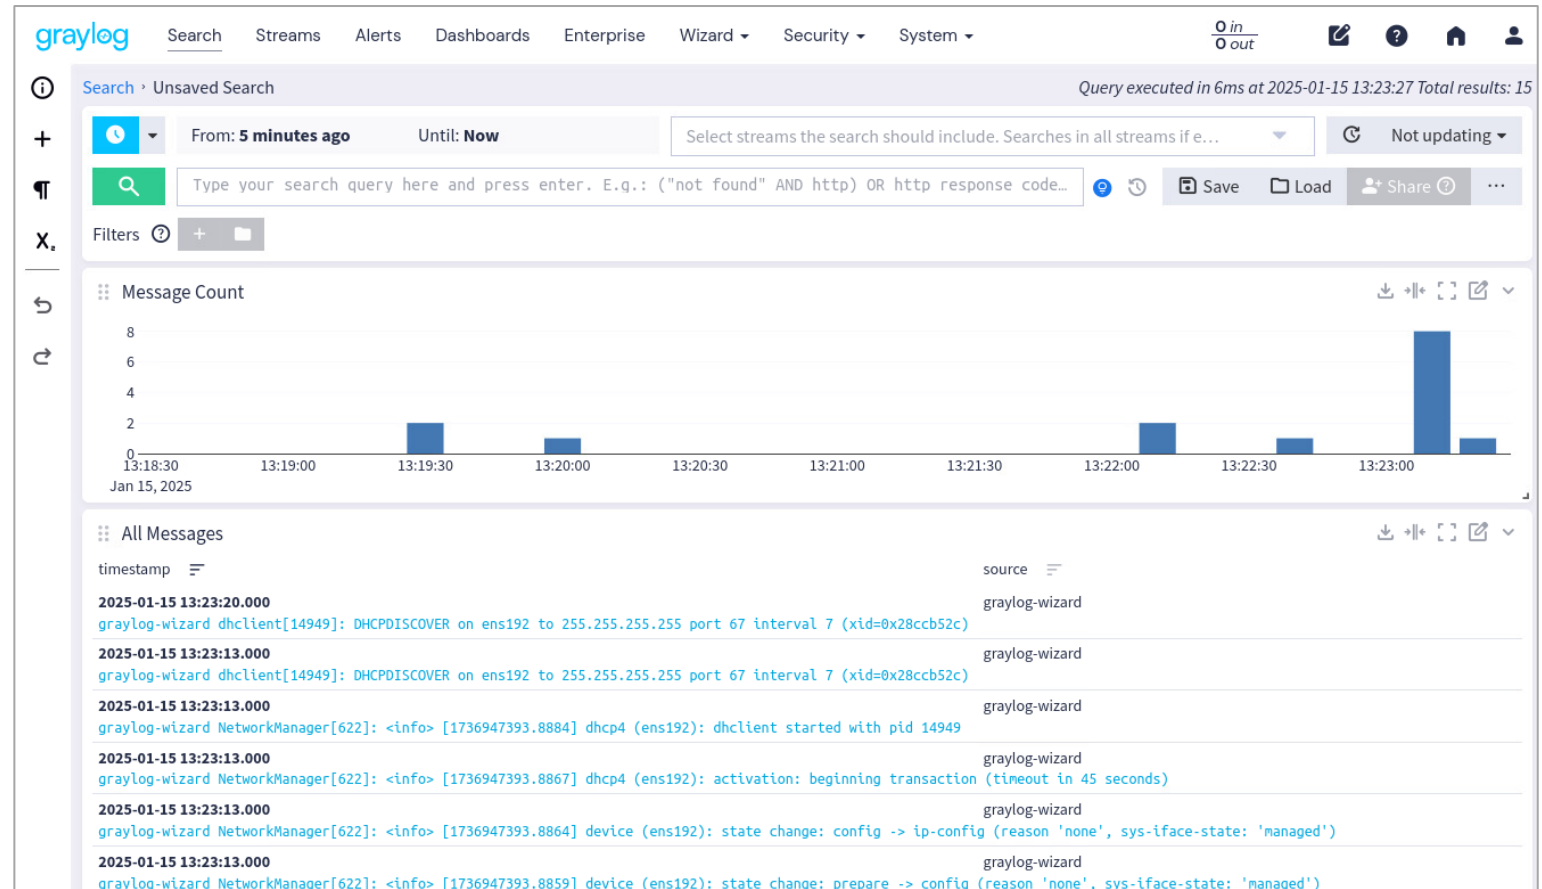 graylog Search Streams Alerts Dashboards Enterprise Wizard Security System 0 in
0 out
Search › Unsaved Search Query executed in 6ms at 2025-01-15 13:23:27 Total results: 15
From: 5 minutes ago Until: Now Select streams the search should include. Searches in all streams if e... Not updating
Type your search query here and press enter. E.g.: ("not found" AND http) OR http response code… Save Load Share ...
Filters
Message Count
8
6
4
2
0
13:18:30 13:19:00 13:19:30 13:20:00 13:20:30 13:21:00 13:21:30 13:22:00 13:22:30 13:23:00
Jan 15, 2025
All Messages
timestamp source
2025-01-15 13:23:20.000 graylog-wizard
graylog-wizard dhclient[14949]: DHCPDISCOVER on ens192 to 255.255.255.255 port 67 interval 7 (xid=0x28ccb52c)
2025-01-15 13:23:13.000 graylog-wizard
graylog-wizard dhclient[14949]: DHCPDISCOVER on ens192 to 255.255.255.255 port 67 interval 7 (xid=0x28ccb52c)
2025-01-15 13:23:13.000 graylog-wizard
graylog-wizard NetworkManager[622]: <info> [1736947393.8884] dhcp4 (ens192): dhclient started with pid 14949
2025-01-15 13:23:13.000 graylog-wizard
graylog-wizard NetworkManager[622]: <info> [1736947393.8867] dhcp4 (ens192): activation: beginning transaction (timeout in 45 seconds)
2025-01-15 13:23:13.000 graylog-wizard
graylog-wizard NetworkManager[622]: <info> [1736947393.8864] device (ens192): state change: config -> ip-config (reason 'none', sys-iface-state: 'managed')
2025-01-15 13:23:13.000 graylog-wizard
graylog-wizard NetworkManager[622]: <info> [1736947393.8859] device (ens192): state change: prepare -> config (reason 'none', sys-iface-state: 'managed')